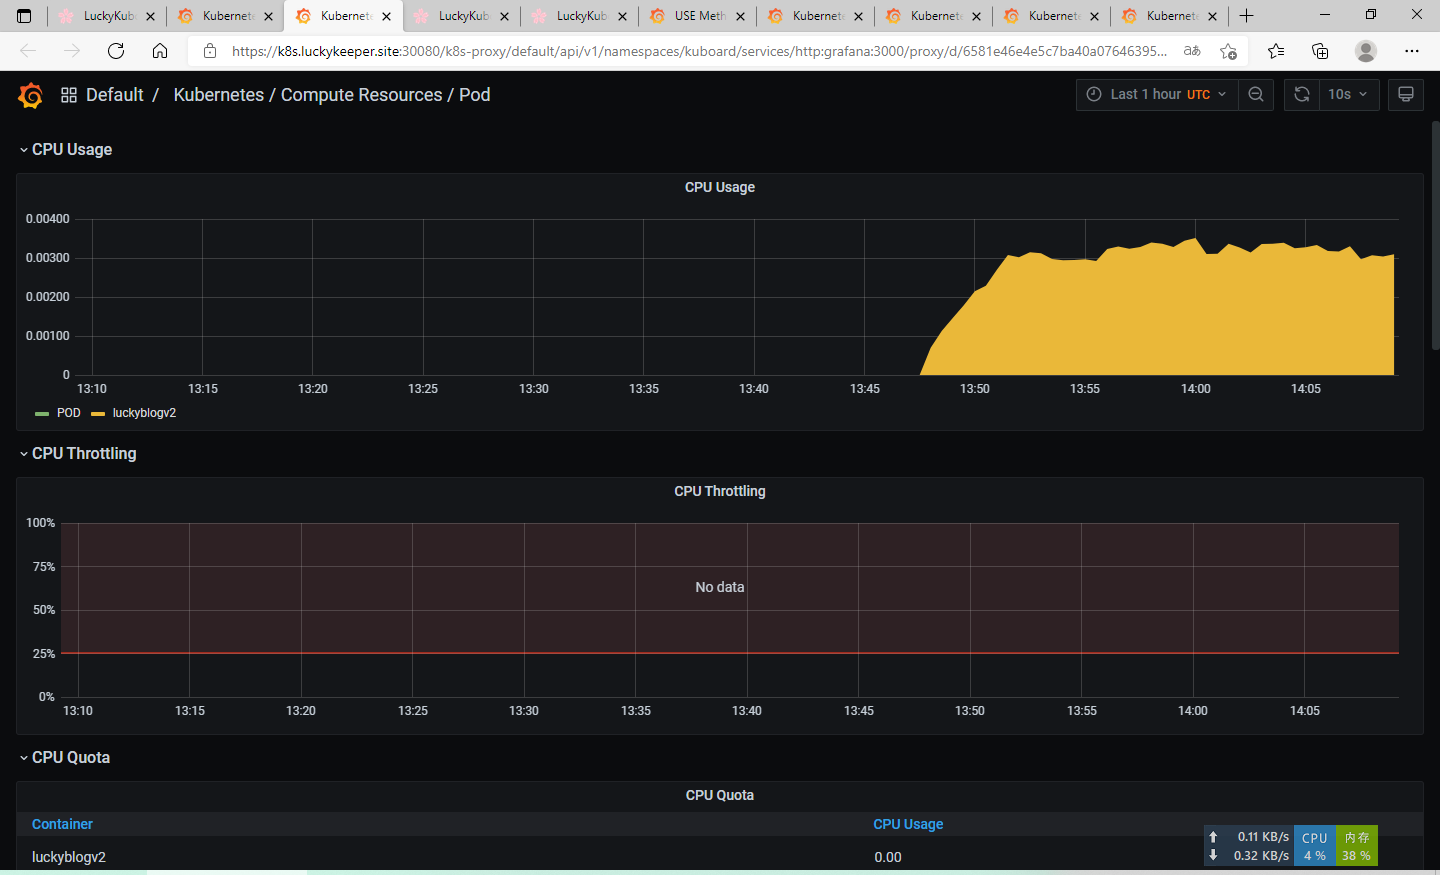 LuckyKub
Kubernete
Kubernete
LuckyKub
LuckyKub
USE Meth
Kubernete
Kubernete
Kubernete
Kubernete
https://k8s.luckykeeper.site:30080/k8s-proxy/default/api/v1/namespaces/kuboard/services/http:grafana:3000/proxy/d/6581e46e4e5c7ba40a07646395...
Default / Kubernetes / Compute Resources / Pod
Last 1 hour UTC
10s
CPU Usage
CPU Usage
0.00400
0.00300
0.00200
0.00100
0
13:10 13:15 13:20 13:25 13:30 13:35 13:40 13:45 13:50 13:55 14:00 14:05
POD luckyblogv2
CPU Throttling
CPU Throttling
100%
75%
No data
50%
25%
0%
13:10 13:15 13:20 13:25 13:30 13:35 13:40 13:45 13:50 13:55 14:00 14:05
CPU Quota
CPU Quota
Container CPU Usage
luckyblogv2 0.00
0.11 KB/s CPU 内存
0.32 KB/s 4 % 38 %